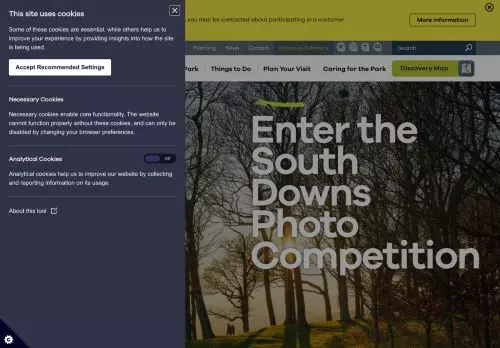 This site uses cookies
Some of these cookies are essential, while others help us to
improve your experience by providing insights into how the site
is being used.
Accept Recommended Settings
Necessary Cookies
Necessary cookies enable core functionality. The website
cannot function properly without these cookies, and can only be
disabled by changing your browser preferences.
Analytical Cookies
Off
Analytical cookies help us to improve our website by collecting
and reporting information on its usage.
About this tool
, you may be contacted about participating in a customer
More information
Planning News Contact Business Directory Search
Park Things to Do Plan Your Visit Caring for the Park Discovery Map
Enter the
South
Downs
Photo
Competition